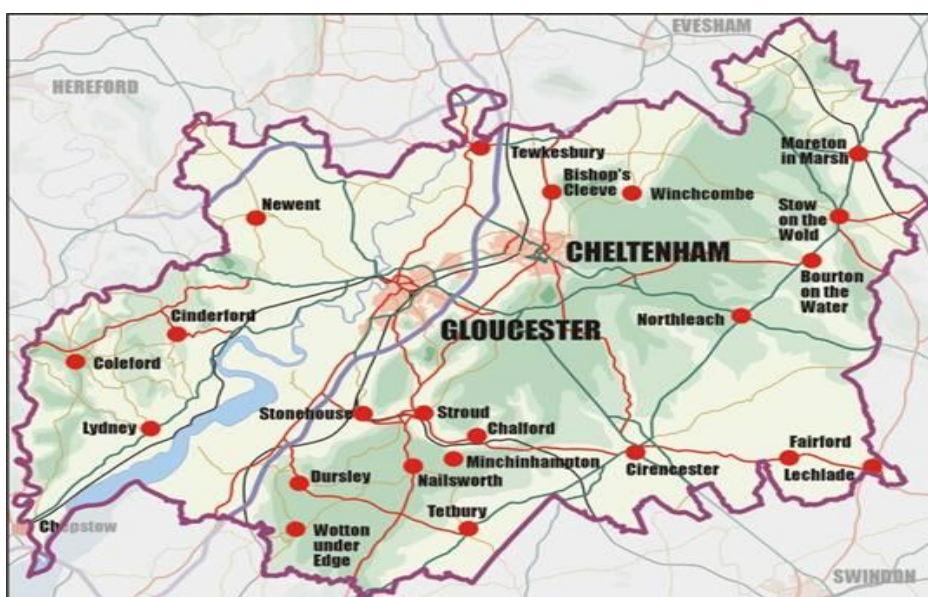 EVESHAM
HEREFORD
Tewkesbury
Moreton
in Marsh
Bishop's
Cleeve
Winchcombe
Newent
Stow
on the
Wold
CHELTENHAM
Bourton
on the
Water
Cinderford
Northleach
GLOUCESTER
Coleford
Lydney
Stonehouse
Stroud
Chalford
Fairford
Minchinhampton
Cirencester
Lechlade
Dursley
Nailsworth
Tetbury
Chepstow
Wotton
under
Edge
SWINDON